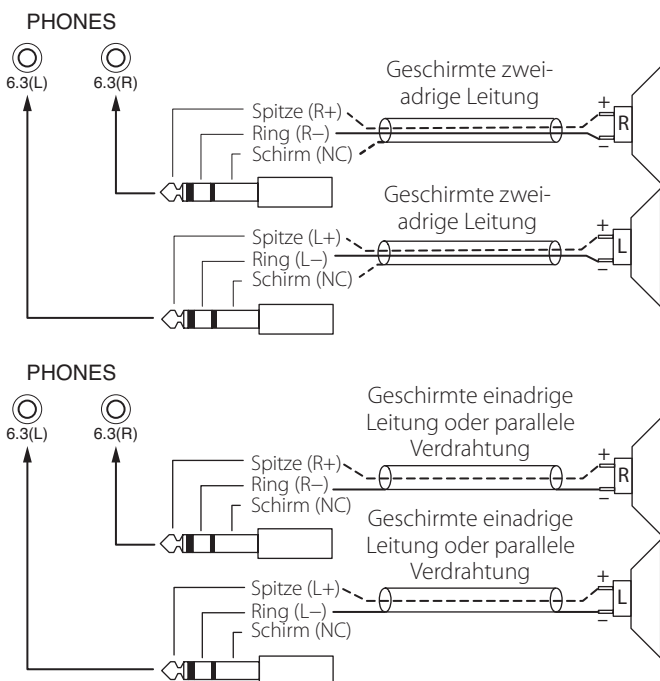 PHONES
6.3(L)
6.3(R)
Geschirmte zwei-
adrige Leitung
Spitze (R+)
Ring (R–)
Schirm (NC)
+
R
–
Geschirmte zwei-
adrige Leitung
Spitze (L+)
Ring (L–)
Schirm (NC)
+
L
–
PHONES
6.3(L)
6.3(R)
Geschirmte einadrige
Leitung oder parallele
Verdrahtung
Spitze (R+)
Ring (R–)
Schirm (NC)
+
R
–
Geschirmte einadrige
Leitung oder parallele
Verdrahtung
Spitze (L+)
Ring (L–)
Schirm (NC)
+
L
–